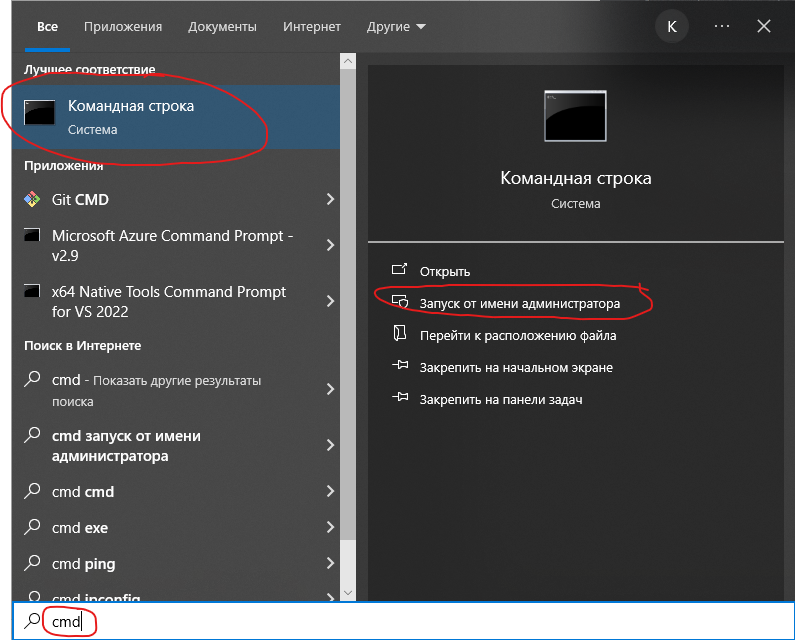 Все Приложения Документы Интернет Другие K ...
Лучшее соответствие
Командная строка
Система
Приложения
Git CMD
Microsoft Azure Command Prompt -
v2.9
x64 Native Tools Command Prompt
for VS 2022
Поиск в Интернете
cmd - Показать другие результаты
поиска
cmd запуск от имени
администратора
cmd cmd
cmd exe
cmd ping
cmd ipconfig
cmd
Командная строка
Система
Открыть
Запуск от имени администратора
Перейти к расположению файла
Закрепить на начальном экране
Закрепить на панели задач